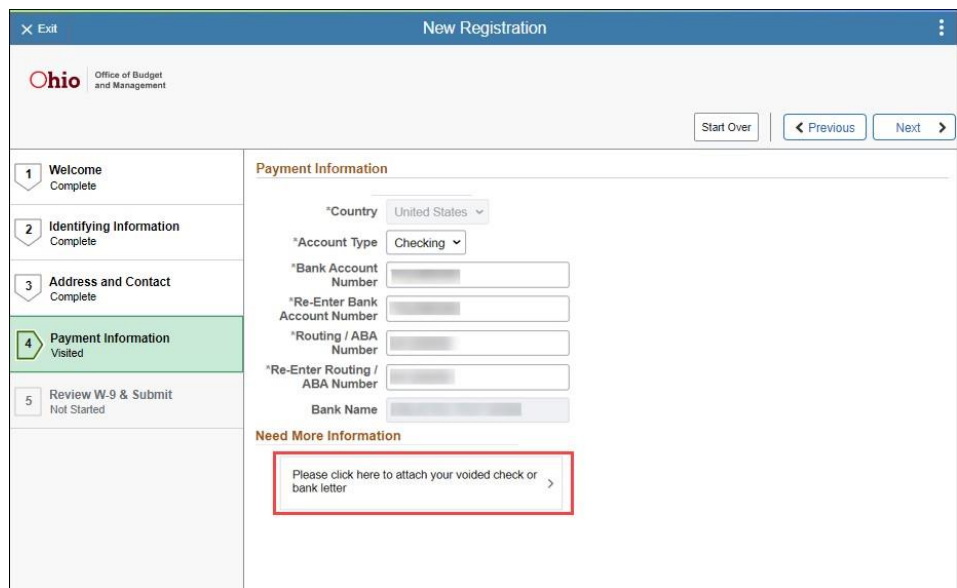 Exit
New Registration
Ohio
Office of Budget
and Management
Start Over
Previous
Next
1
Welcome
Complete
2
Identifying Information
Complete
3
Address and Contact
Complete
4
Payment Information
Visited
5
Review W-9 & Submit
Not Started
Payment Information
*Country
United States
*Account Type
Checking
*Bank Account
Number
*Re-Enter Bank
Account Number
*Routing / ABA
Number
*Re-Enter Routing /
ABA Number
Bank Name
Need More Information
Please click here to attach your voided check or
bank letter